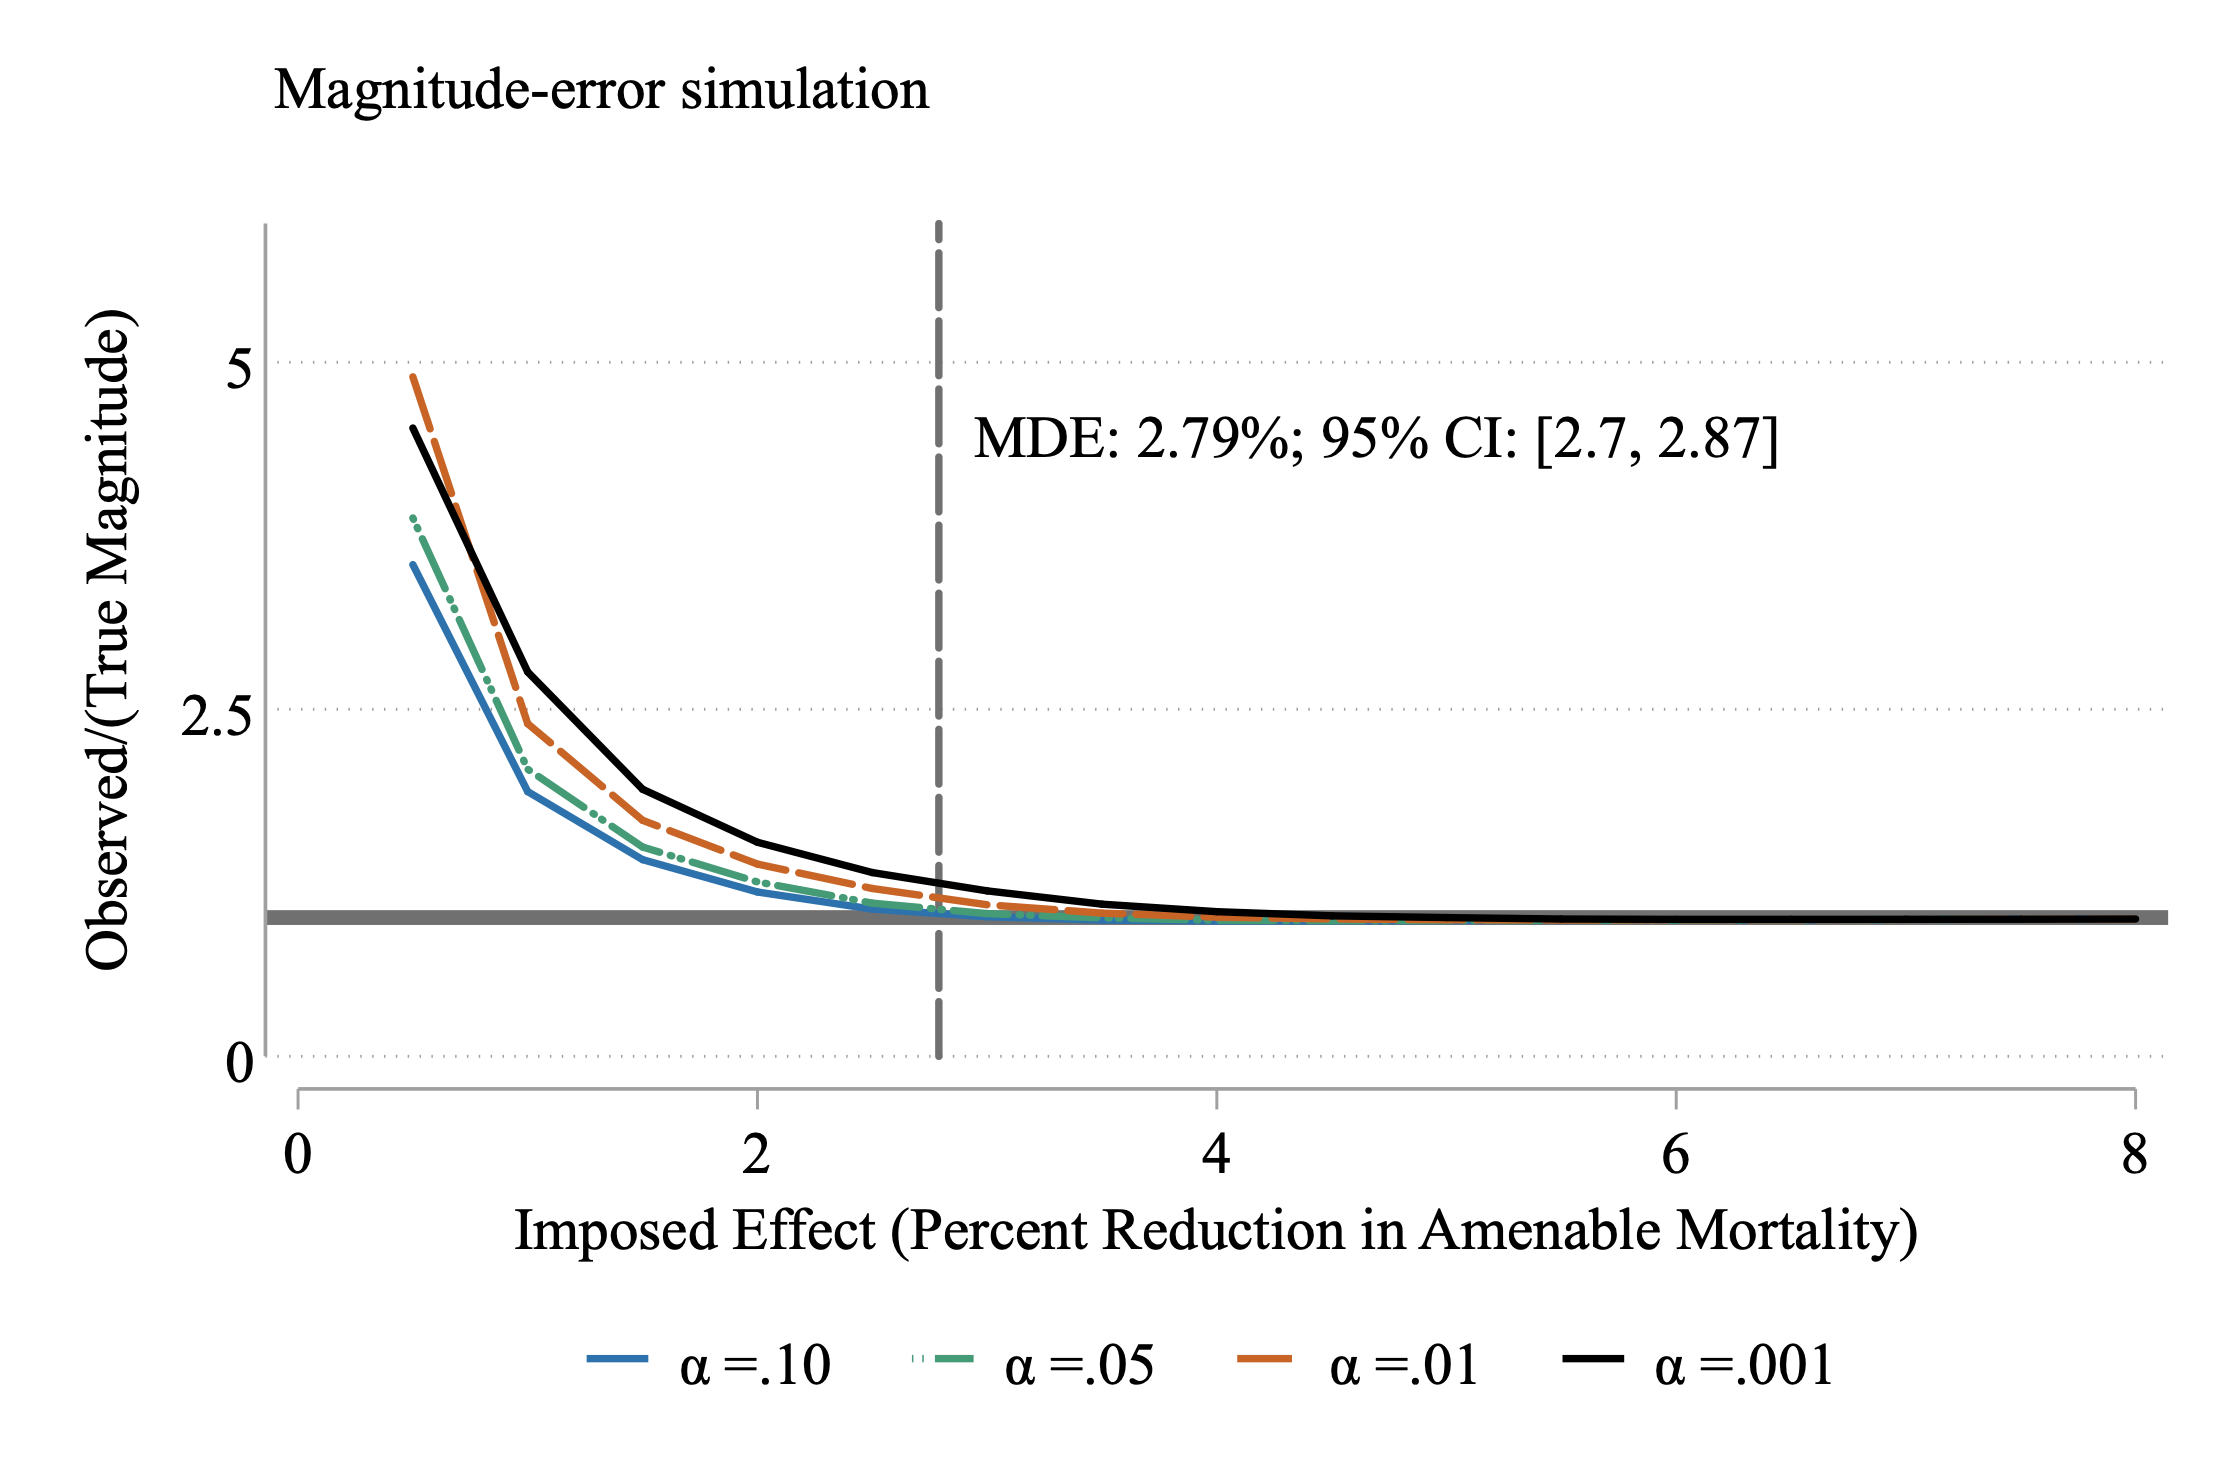 Magnitude-error simulation
Observed/(True Magnitude)
5
2.5
0
MDE: 2.79%; 95% CI: [2.7, 2.87]
0 2 4 6 8
Imposed Effect (Percent Reduction in Amenable Mortality)
α =.10 α =.05 α =.01 α =.001